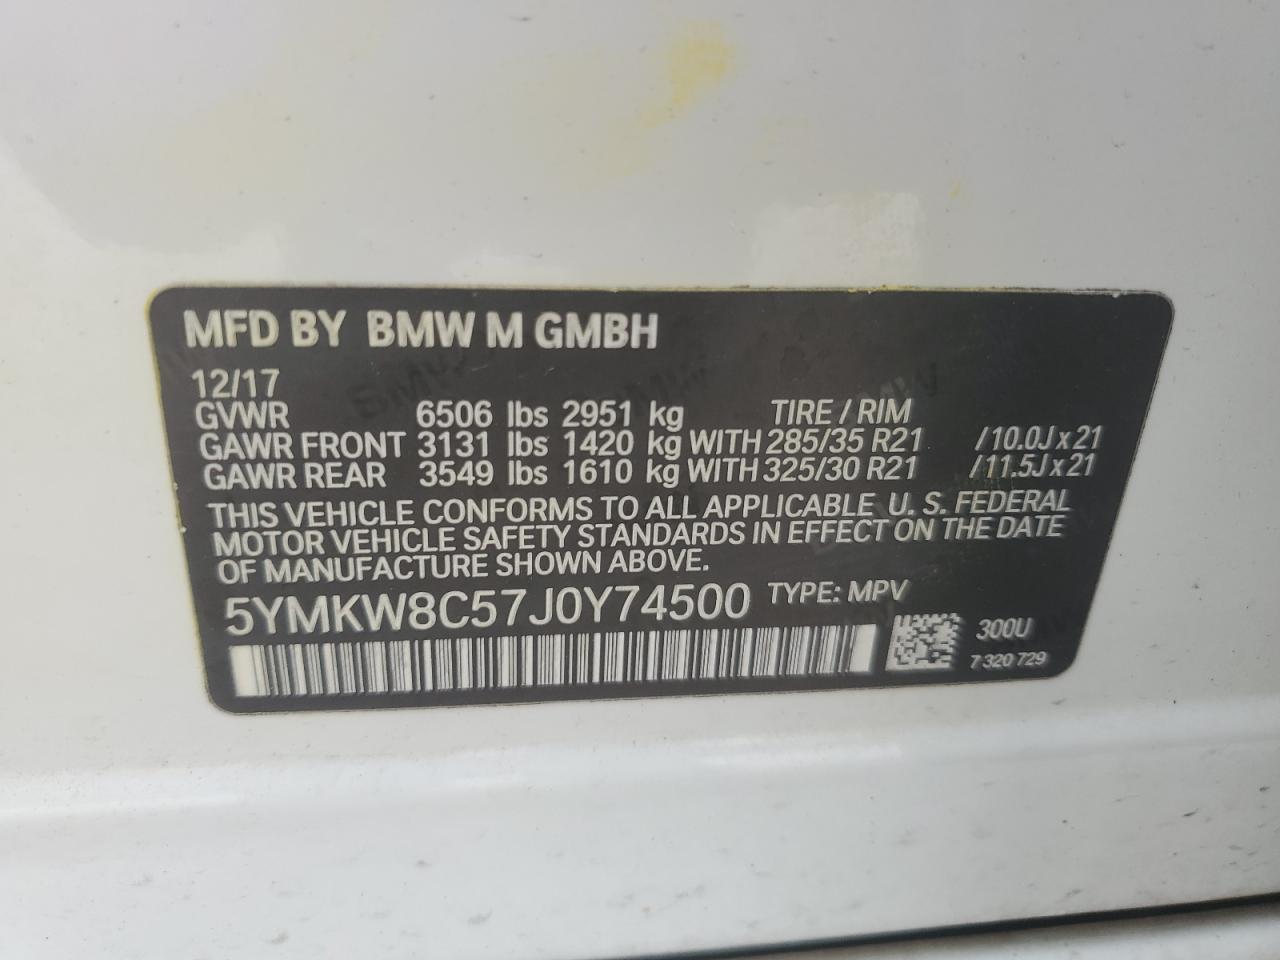 MFD BY BMW M GMBH
12/17
GVWR 6506 lbs 2951 kg TIRE / RIM
GAWR FRONT 3131 lbs 1420 kg WITH 285/35 R21 /10.0J x 21
GAWR REAR 3549 lbs 1610 kg WITH 325/30 R21 /11.5J x 21
THIS VEHICLE CONFORMS TO ALL APPLICABLE U. S. FEDERAL
MOTOR VEHICLE SAFETY STANDARDS IN EFFECT ON THE DATE
OF MANUFACTURE SHOWN ABOVE.
5YMKW8C57J0Y74500 TYPE: MPV
300U
7 320 729